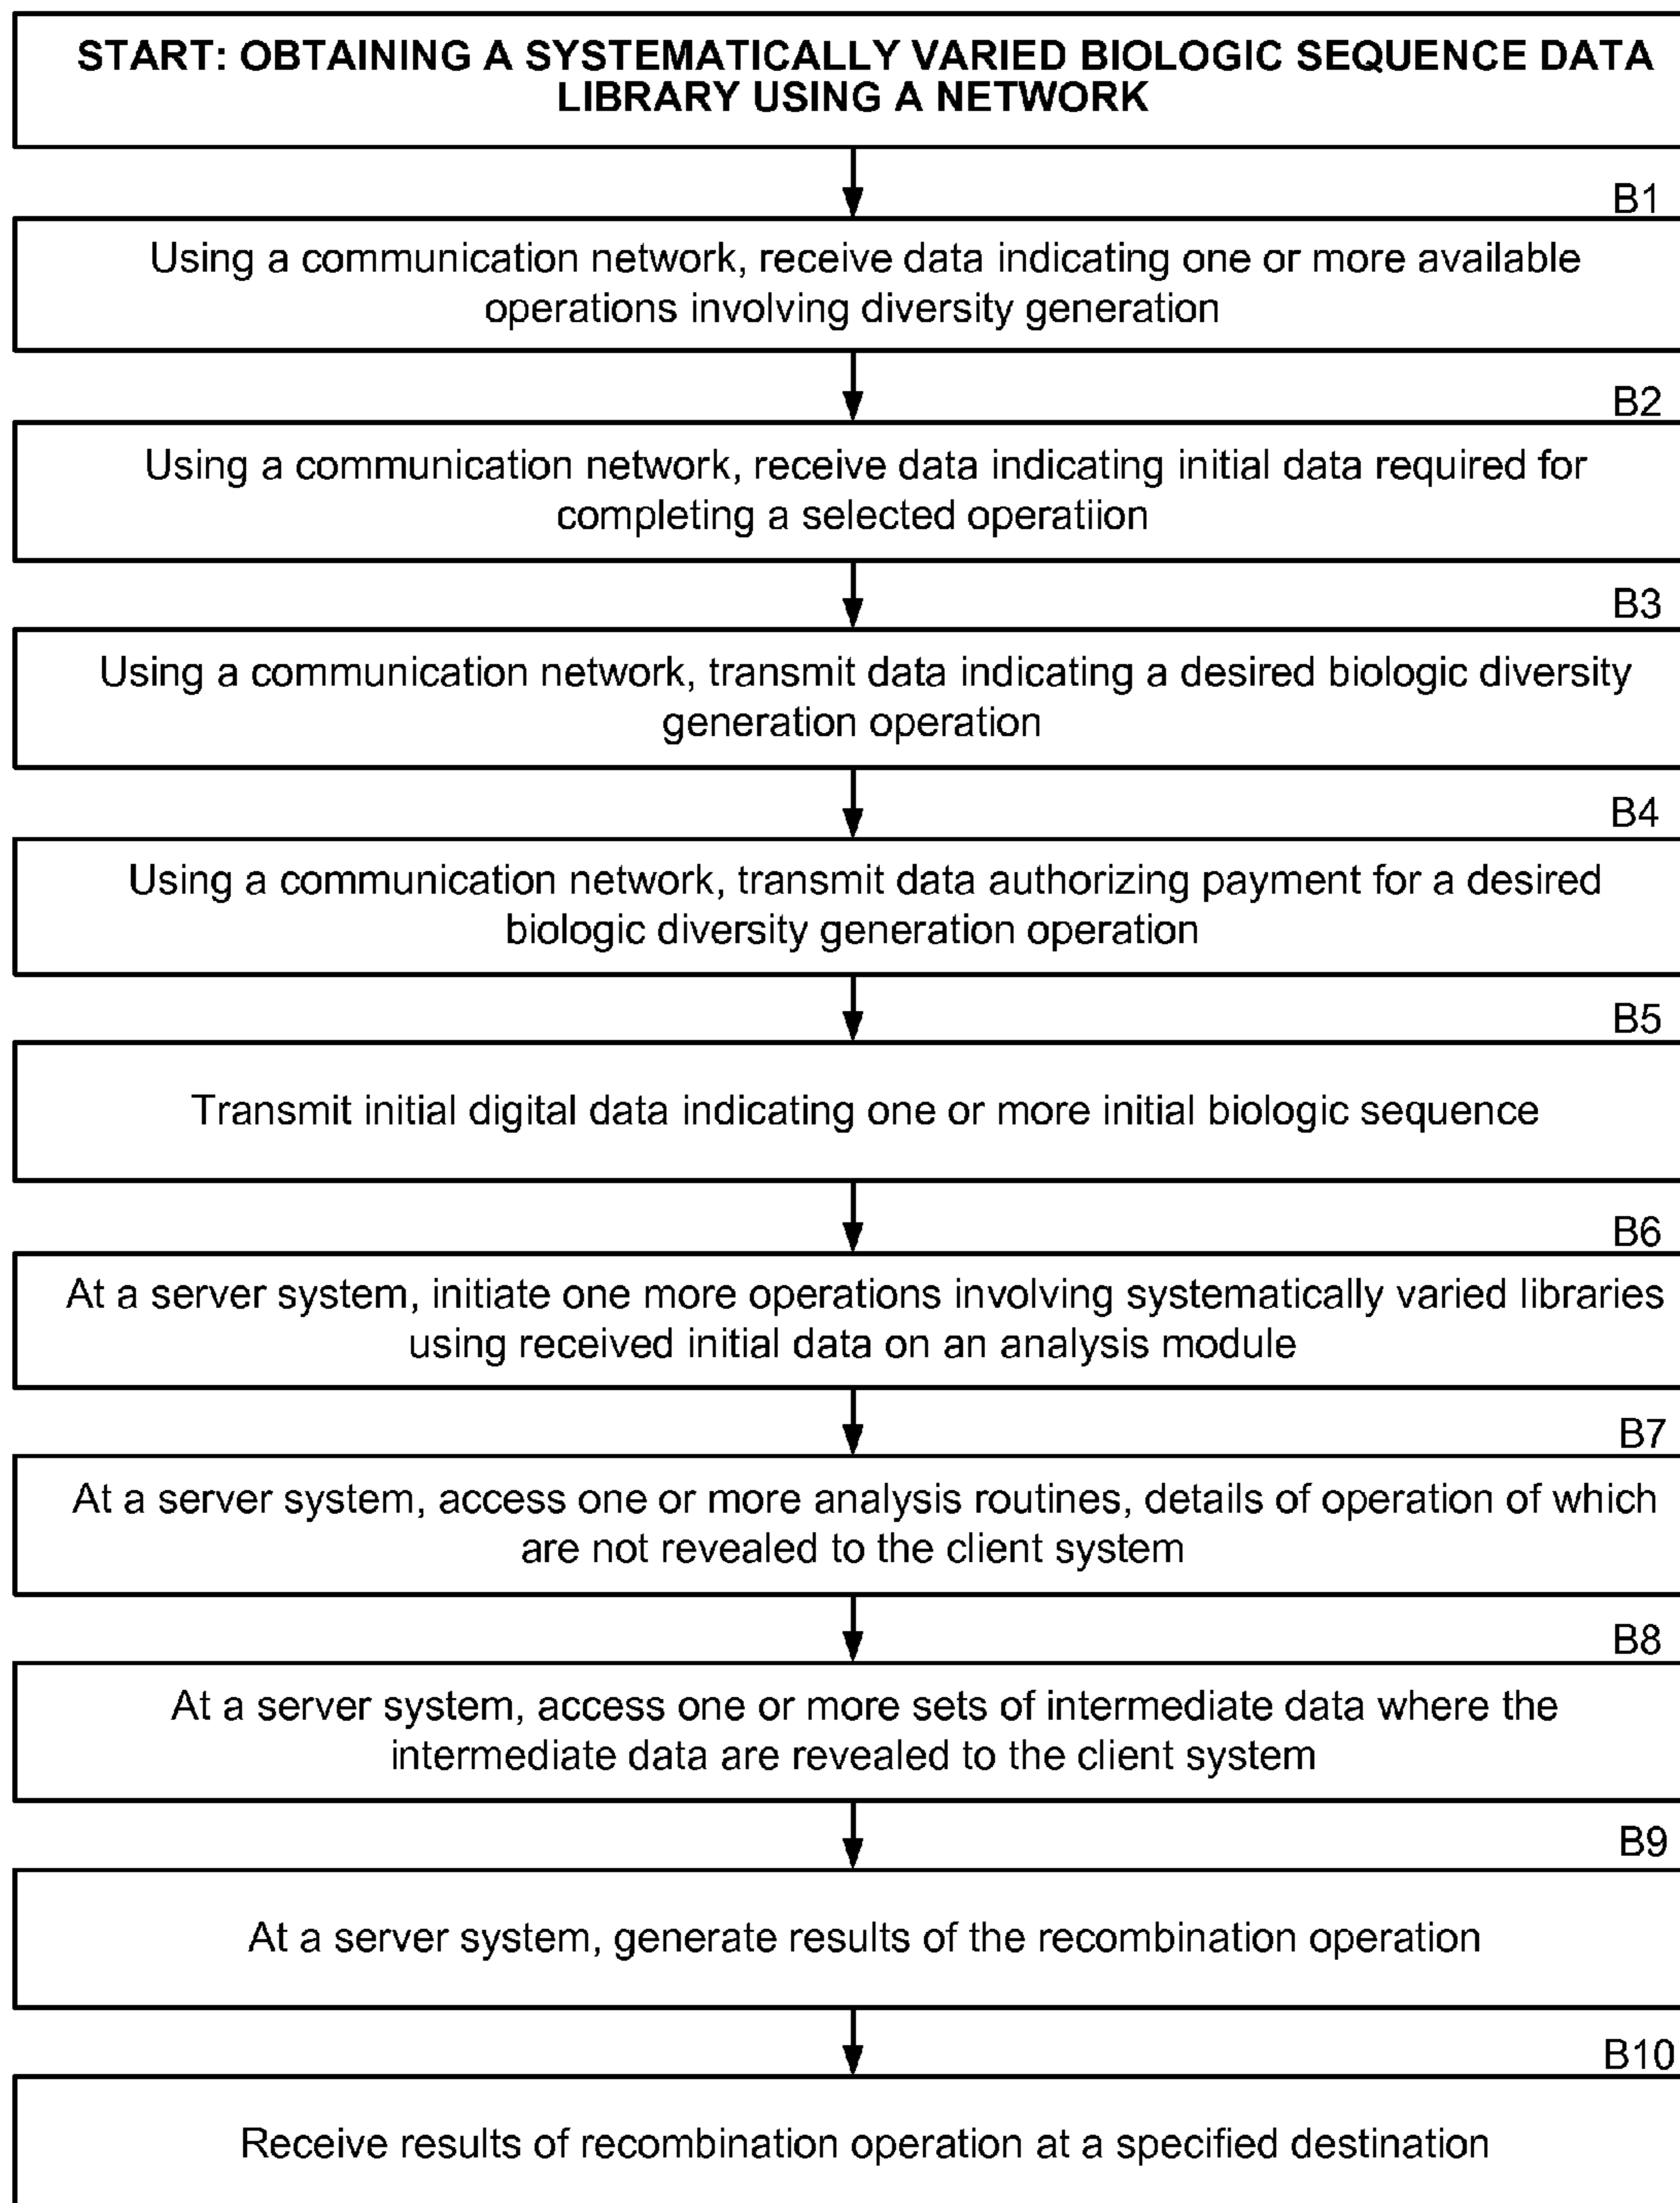 START: OBTAINING A SYSTEMATICALLY VARIED BIOLOGIC SEQUENCE DATA
LIBRARY USING A NETWORK
B1
Using a communication network, receive data indicating one or more available
operations involving diversity generation
B2
Using a communication network, receive data indicating initial data required for
completing a selected operatiion
B3
Using a communication network, transmit data indicating a desired biologic diversity
generation operation
B4
Using a communication network, transmit data authorizing payment for a desired
biologic diversity generation operation
B5
Transmit initial digital data indicating one or more initial biologic sequence
B6
At a server system, initiate one more operations involving systematically varied libraries
using received initial data on an analysis module
B7
At a server system, access one or more analysis routines, details of operation of which
are not revealed to the client system
B8
At a server system, access one or more sets of intermediate data where the
intermediate data are revealed to the client system
B9
At a server system, generate results of the recombination operation
B10
Receive results of recombination operation at a specified destination